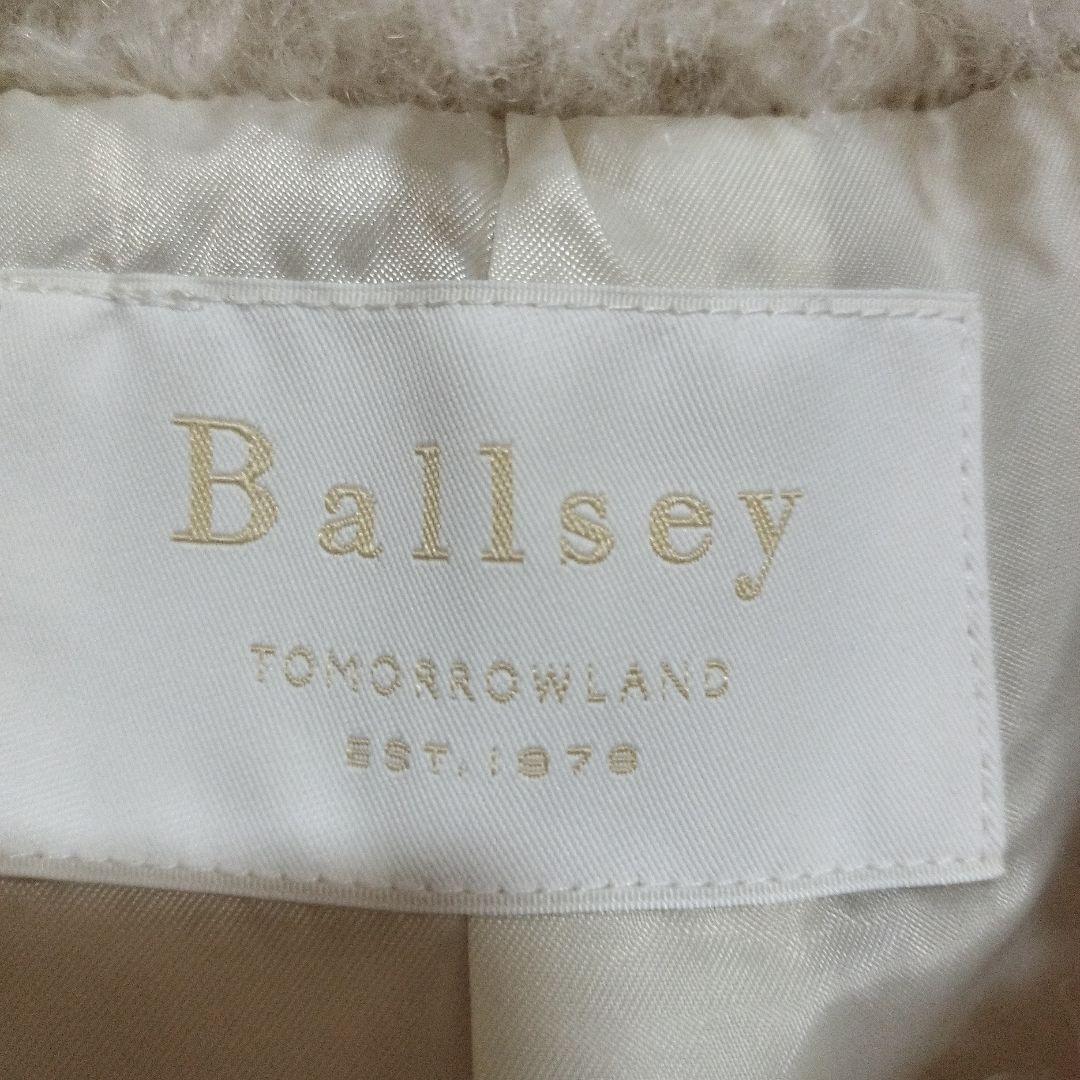 Ballsey
TOMORROWLAND
EST. 1978